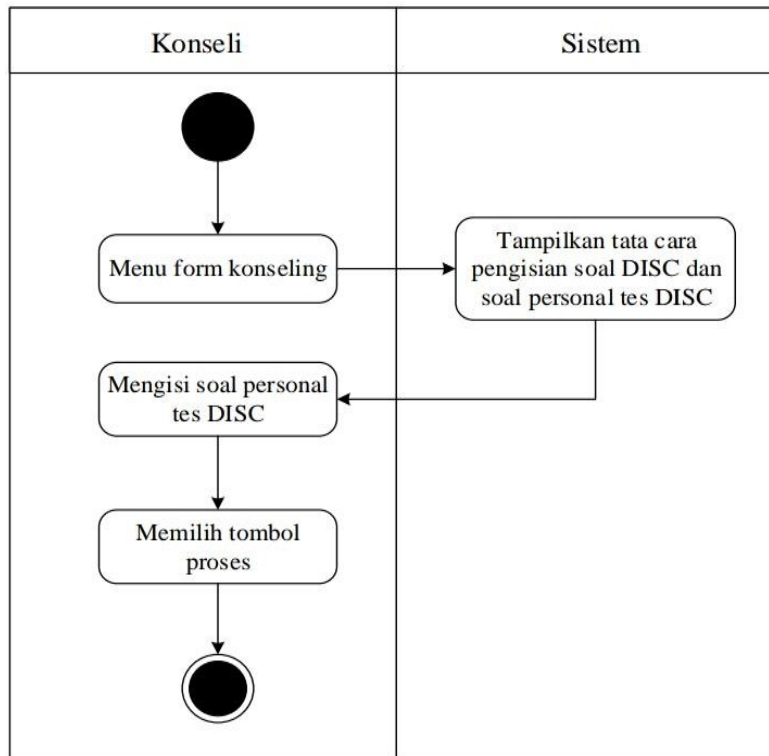 Konseli
Sistem
Menu form konseling
Tampilkan tata cara
pengisian soal DISC dan
soal personal tes DISC
Mengisi soal personal
tes DISC
Memilih tombol
proses